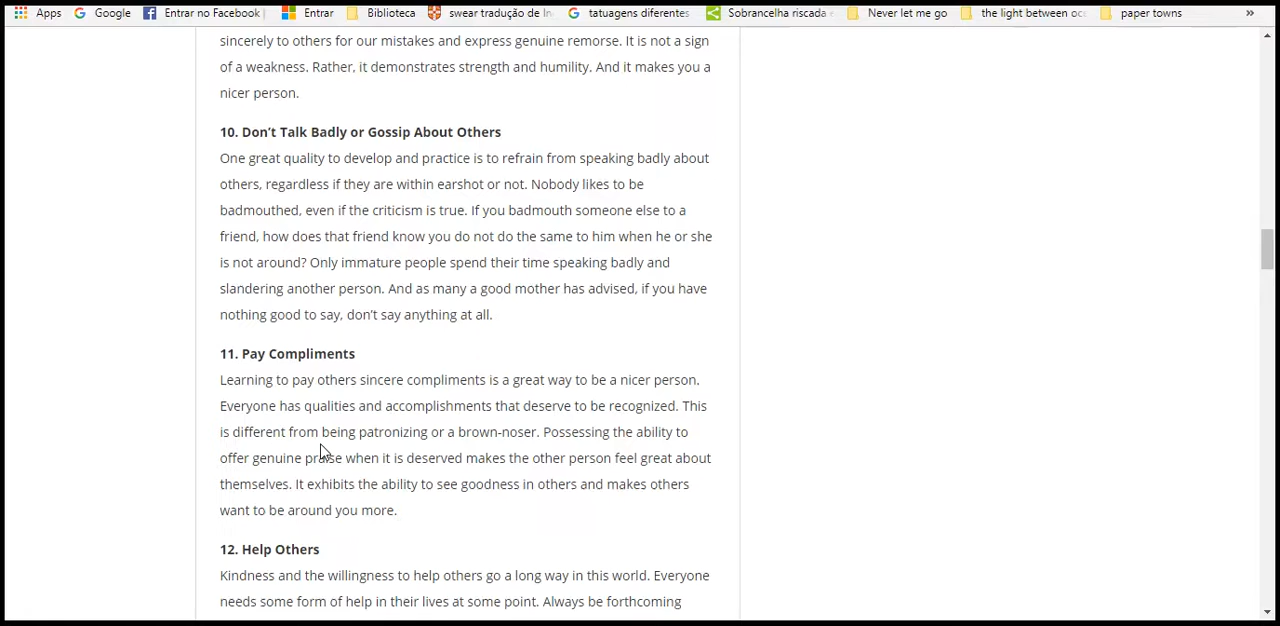 Apps Google Entrar no Facebook Entrar Biblioteca swear tradução de In tatuagens diferentes Sobrancelha riscada Never let me go the light between oce paper towns »
sincerely to others for our mistakes and express genuine remorse. It is not a sign
of a weakness. Rather, it demonstrates strength and humility. And it makes you a
nicer person.
10. Don’t Talk Badly or Gossip About Others
One great quality to develop and practice is to refrain from speaking badly about
others, regardless if they are within earshot or not. Nobody likes to be
badmouthed, even if the criticism is true. If you badmouth someone else to a
friend, how does that friend know you do not do the same to him when he or she
is not around? Only immature people spend their time speaking badly and
slandering another person. And as many a good mother has advised, if you have
nothing good to say, don’t say anything at all.
11. Pay Compliments
Learning to pay others sincere compliments is a great way to be a nicer person.
Everyone has qualities and accomplishments that deserve to be recognized. This
is different from being patronizing or a brown-noser. Possessing the ability to
offer genuine praise when it is deserved makes the other person feel great about
themselves. It exhibits the ability to see goodness in others and makes others
want to be around you more.
12. Help Others
Kindness and the willingness to help others go a long way in this world. Everyone
needs some form of help in their lives at some point. Always be forthcoming